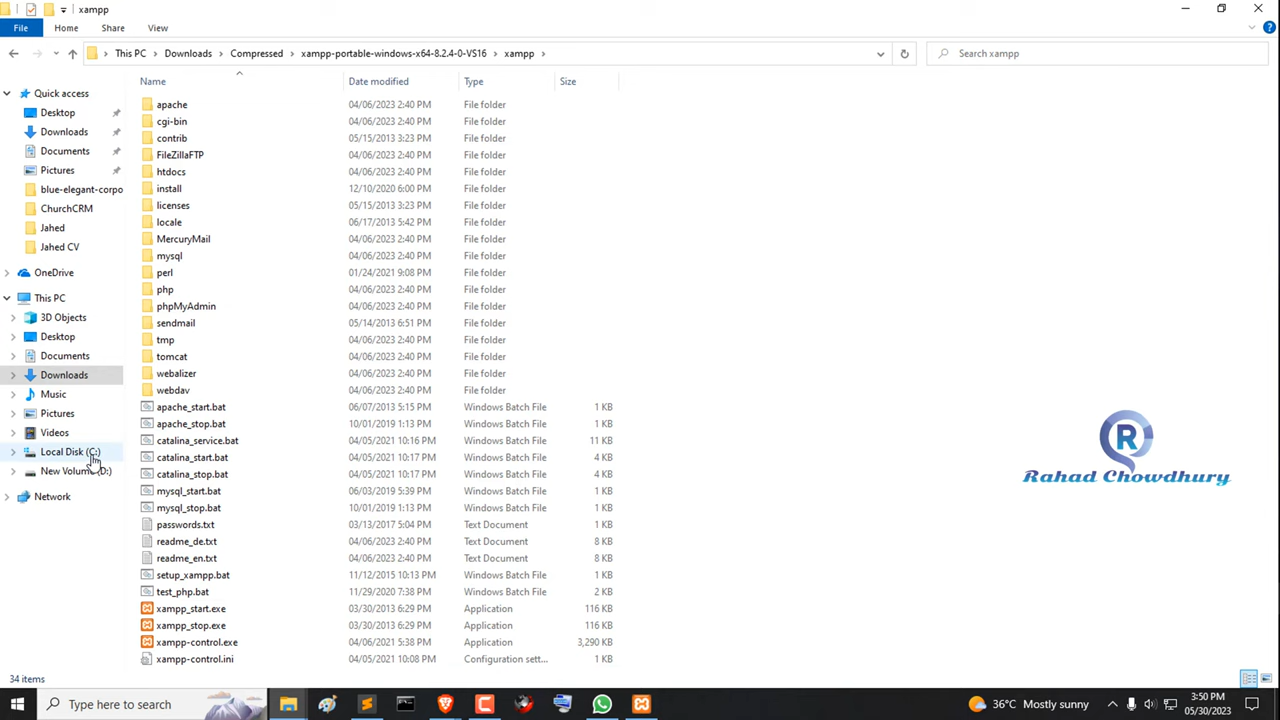 xampp
File Home Share View
This PC Downloads Compressed xampp-portable-windows-x64-8.2.4-0-VS16 xampp Search xampp
Name Date modified Type Size
Quick access
Desktop
Downloads
Documents
Pictures
blue-elegant-corpo
ChurchCRM
Jahed
Jahed CV
OneDrive
This PC
3D Objects
Desktop
Documents
Downloads
Music
Pictures
Videos
Local Disk (C:)
New Volume (D:)
Network
apache 04/06/2023 2:40 PM File folder
cgi-bin 04/06/2023 2:40 PM File folder
contrib 05/15/2013 3:23 PM File folder
FileZillaFTP 04/06/2023 2:40 PM File folder
htdocs 04/06/2023 2:40 PM File folder
install 12/10/2020 6:00 PM File folder
licenses 05/15/2013 3:23 PM File folder
locale 06/17/2013 5:42 PM File folder
MercuryMail 04/06/2023 2:40 PM File folder
mysql 04/06/2023 2:40 PM File folder
perl 01/24/2021 9:08 PM File folder
php 04/06/2023 2:40 PM File folder
phpMyAdmin 04/06/2023 2:40 PM File folder
sendmail 05/14/2013 6:51 PM File folder
tmp 04/06/2023 2:40 PM File folder
tomcat 04/06/2023 2:40 PM File folder
webalizer 04/06/2023 2:40 PM File folder
webdav 04/06/2023 2:40 PM File folder
apache_start.bat 06/07/2013 5:15 PM Windows Batch File 1 KB
apache_stop.bat 10/01/2019 1:13 PM Windows Batch File 1 KB
catalina_service.bat 04/05/2021 10:16 PM Windows Batch File 11 KB
catalina_start.bat 04/05/2021 10:17 PM Windows Batch File 4 KB
catalina_stop.bat 04/05/2021 10:17 PM Windows Batch File 4 KB
mysql_start.bat 06/03/2019 5:39 PM Windows Batch File 1 KB
mysql_stop.bat 10/01/2019 1:13 PM Windows Batch File 1 KB
passwords.txt 03/13/2017 5:04 PM Text Document 1 KB
readme_de.txt 04/06/2023 2:40 PM Text Document 8 KB
readme_en.txt 04/06/2023 2:40 PM Text Document 8 KB
setup_xampp.bat 11/12/2015 10:13 PM Windows Batch File 1 KB
test_php.bat 11/29/2020 7:38 PM Windows Batch File 2 KB
xampp_start.exe 03/30/2013 6:29 PM Application 116 KB
xampp_stop.exe 03/30/2013 6:29 PM Application 116 KB
xampp-control.exe 04/06/2021 5:38 PM Application 3,290 KB
xampp-control.ini 04/05/2021 10:08 PM Configuration sett... 1 KB
R
Rahad Chowdhury
34 items
Type here to search 36°C Mostly sunny 3:50 PM
05/30/2023